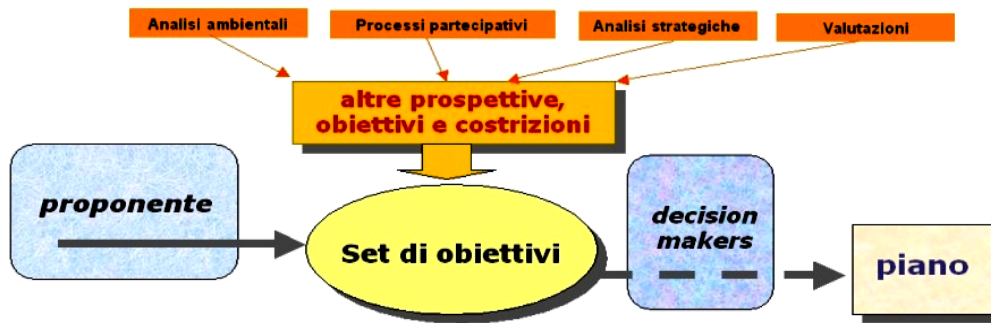 Analisi ambientali
Processi partecipativi
Analisi strategiche
Valutazioni
altre prospettive,
obiettivi e costrizioni
proponente
Set di obiettivi
decision
makers
piano